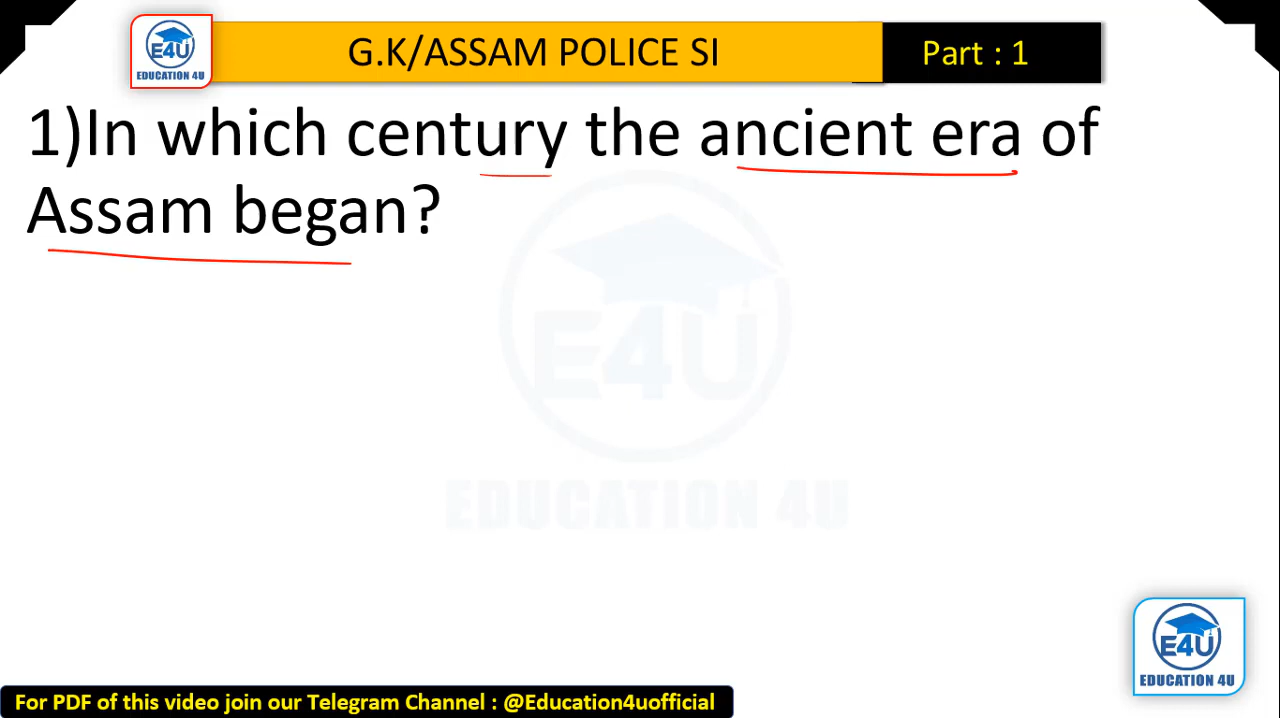 E4U
EDUCATION 4U
G.K/ASSAM POLICE SI
Part : 1
1)In which century the ancient era of
Assam began?
E4U
EDUCATION 4U
E4U
EDUCATION 4U
For PDF of this video join our Telegram Channel : @Education4uofficial